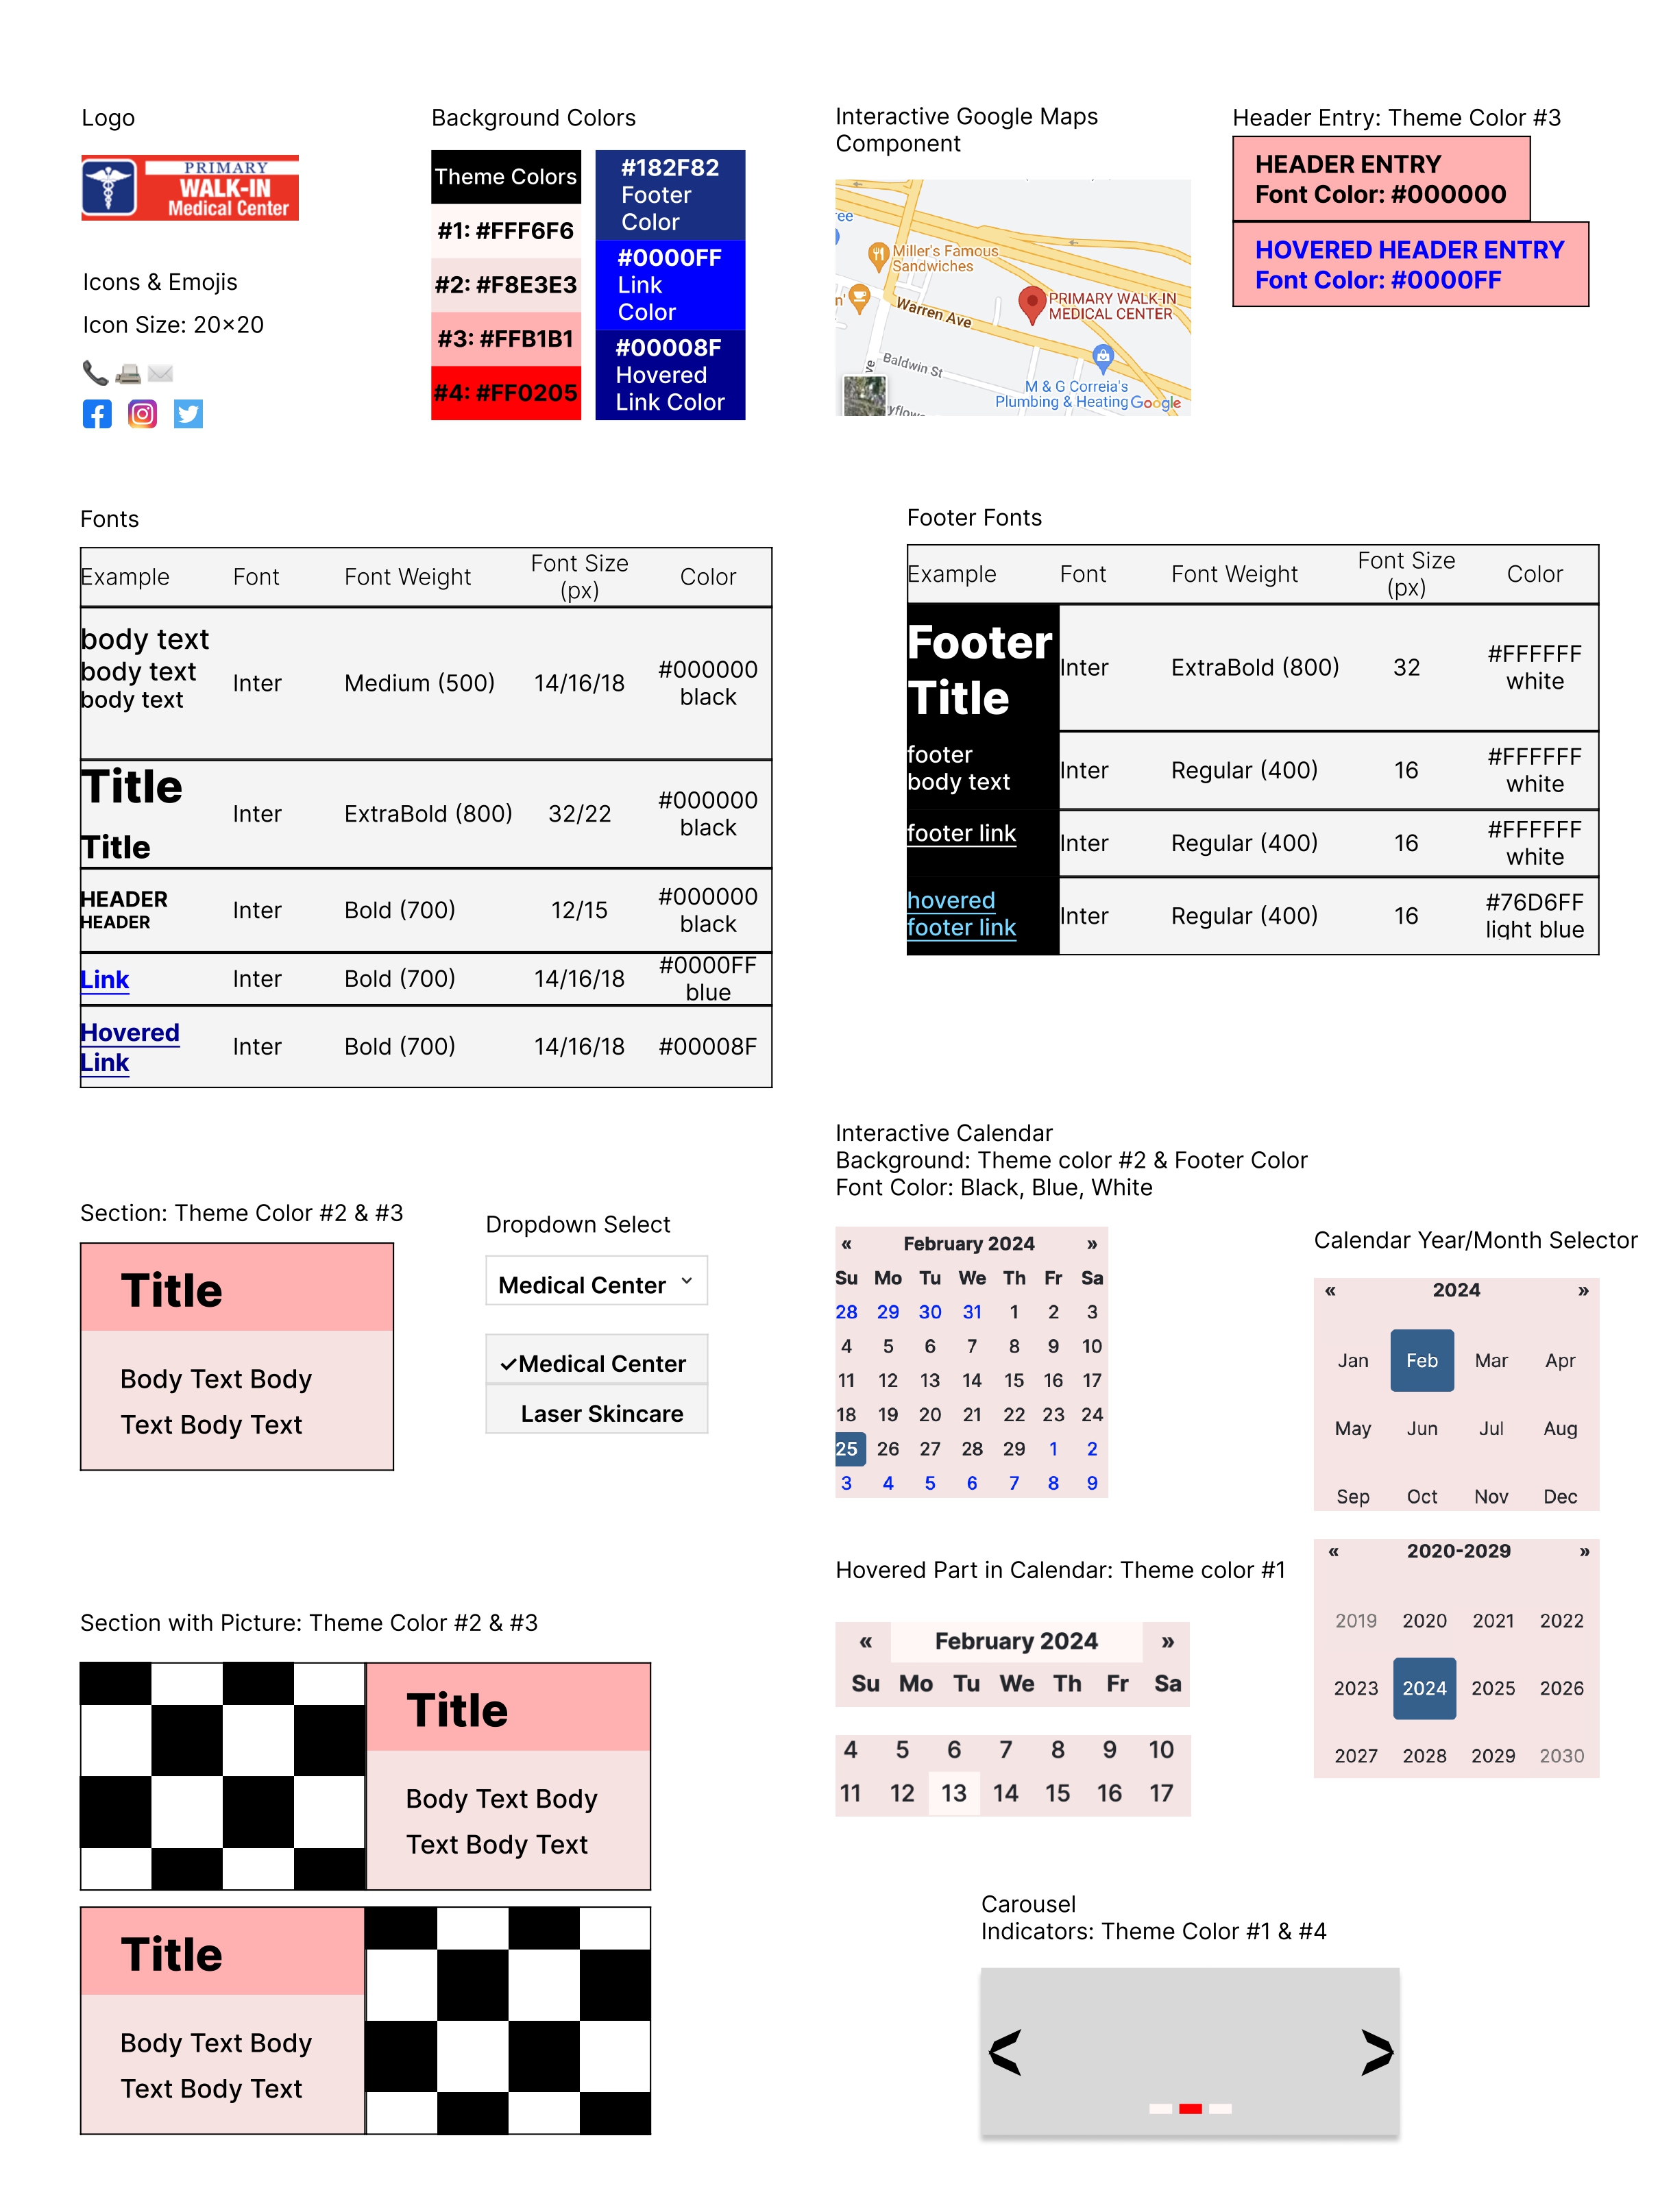 Logo
PRIMARY
WALK-IN
Medical Center
Icons & Emojis
Icon Size: 20×20
Background Colors
Theme Colors
#1: #FFF6F6
#2: #F8E3E3
#3: #FFB1B1
#4: #FF0205
#182F82
Footer
Color
#0000FF
Link
Color
#00008F
Hovered
Link Color
Interactive Google Maps
Component
ree
Miller's Famous
Sandwiches
n'
PRIMARY WALK-IN
MEDICAL CENTER
Warren Ave
Baldwin St
ve
M & G Correia's
Plumbing & Heating
Google
yflow
Header Entry: Theme Color #3
HEADER ENTRY
Font Color: #000000
HOVERED HEADER ENTRY
Font Color: #0000FF
Fonts
Example Font Font Weight Font Size (px) Color
body text
body text
body text
Inter Medium (500) 14/16/18 #000000
black
Title
Title
Inter ExtraBold (800) 32/22 #000000
black
HEADER
HEADER
Inter Bold (700) 12/15 #000000
black
Link Inter Bold (700) 14/16/18 #0000FF
blue
Hovered
Link
Inter Bold (700) 14/16/18 #00008F
Footer Fonts
Example Font Font Weight Font Size (px) Color
Footer
Title
Inter ExtraBold (800) 32 #FFFFFF
white
footer
body text
Inter Regular (400) 16 #FFFFFF
white
footer link Inter Regular (400) 16 #FFFFFF
white
hovered
footer link
Inter Regular (400) 16 #76D6FF
light blue
Section: Theme Color #2 & #3
Title
Body Text Body
Text Body Text
Dropdown Select
Medical Center
✓Medical Center
Laser Skincare
Interactive Calendar
Background: Theme color #2 & Footer Color
Font Color: Black, Blue, White
« February 2024 »
Su Mo Tu We Th Fr Sa
28 29 30 31 1 2 3
4 5 6 7 8 9 10
11 12 13 14 15 16 17
18 19 20 21 22 23 24
25 26 27 28 29 1 2
3 4 5 6 7 8 9
Calendar Year/Month Selector
« 2024 »
Jan Feb Mar Apr
May Jun Jul Aug
Sep Oct Nov Dec
« 2020-2029 »
2019 2020 2021 2022
2023 2024 2025 2026
2027 2028 2029 2030
Hovered Part in Calendar: Theme color #1
« February 2024 »
Su Mo Tu We Th Fr Sa
4 5 6 7 8 9 10
11 12 13 14 15 16 17
Section with Picture: Theme Color #2 & #3
Title
Body Text Body
Text Body Text
Title
Body Text Body
Text Body Text
Carousel
Indicators: Theme Color #1 & #4
< >